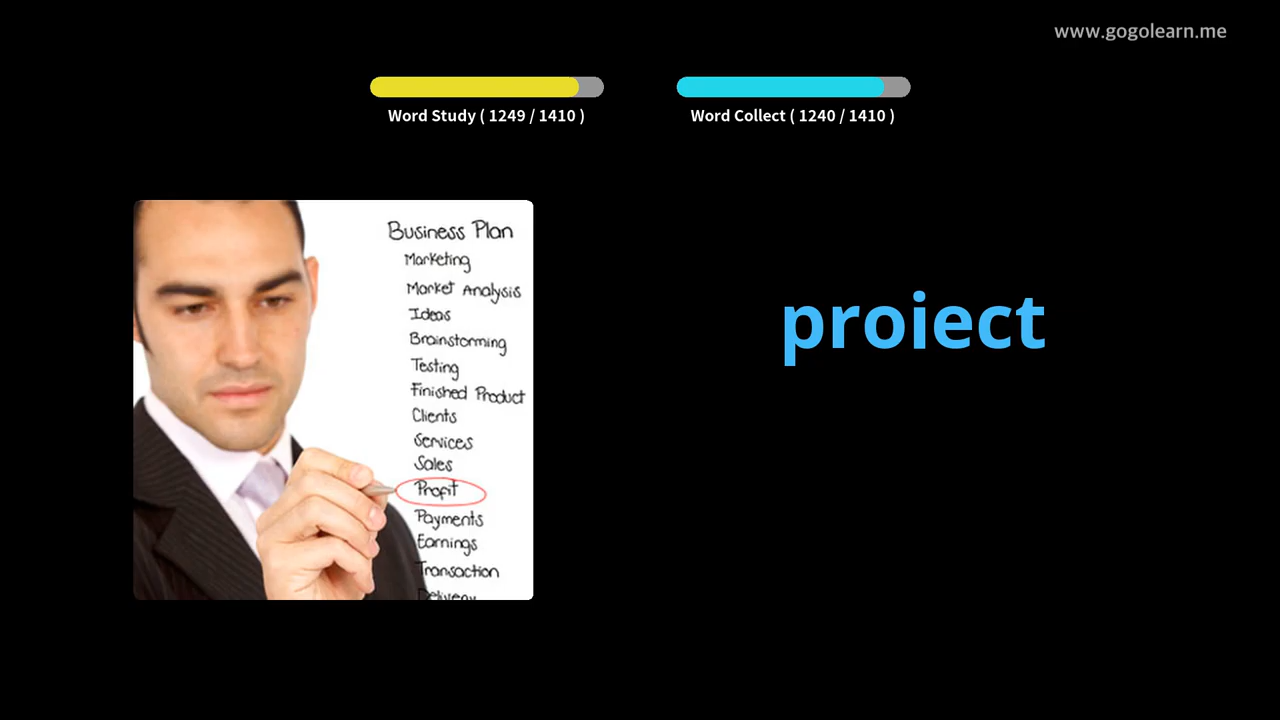 www.gogolearn.me
Word Study ( 1249 / 1410 )
Word Collect ( 1240 / 1410 )
Business Plan
Marketing
Market Analysis
Ideas
Brainstorming
Testing
Finished Product
Clients
Services
Sales
Profit
Payments
Earnings
Transaction
Delivery
proiect